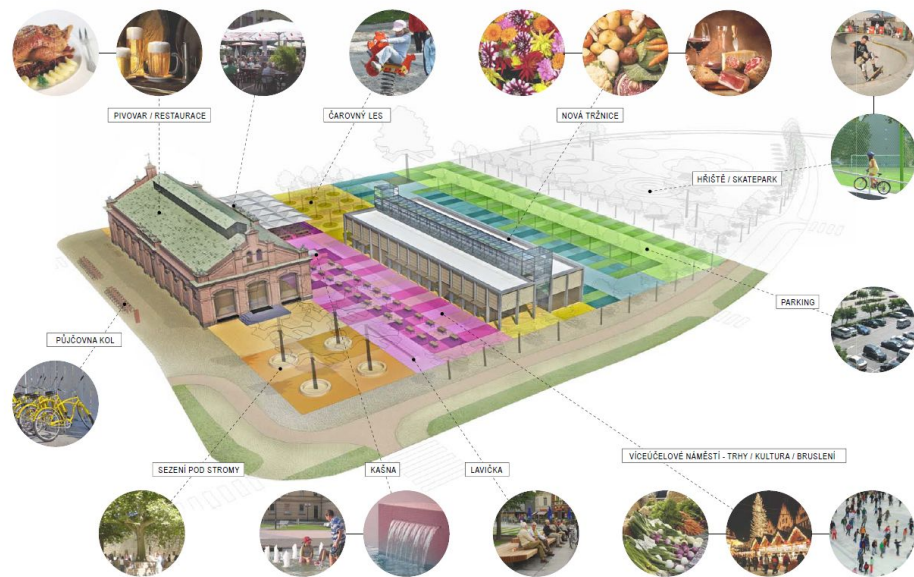 PIVOVAR / RESTAURACE
ČAROVNÝ LES
NOVÁ TRŽNICE
HŘIŠTĚ / SKATEPARK
PARKING
PŮJČOVNA KOL
SEZENÍ POD STROMY
KAŠNA
LAVIČKA
VÍCEÚČELOVÉ NÁMĚSTÍ - TRHY / KULTURA / BRUSLENÍ